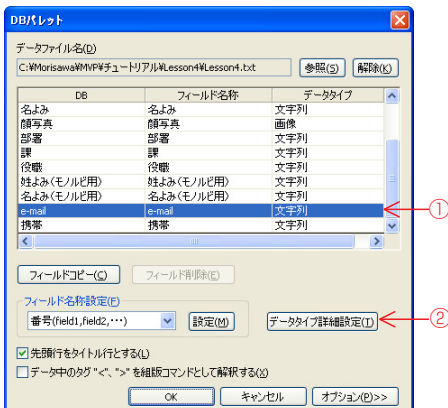 DBパレット
データファイル名(D)
C:¥Morisawa¥MVP¥チュートリアル¥Lesson4¥Lesson4.txt 参照(S) 解除(K)
DB フィールド名称 データタイプ
名よみ 名よみ 文字列
顔写真 顔写真 画像
部署 部署 文字列
課 課 文字列
役職 役職 文字列
姓よみ(モノルビ用) 姓よみ(モノルビ用) 文字列
名よみ(モノルビ用) 名よみ(モノルビ用) 文字列
e-mail e-mail 文字列 ①
携帯 携帯 文字列
フィールドコピー(C) フィールド削除(E)
フィールド名称設定(F)
番号(field1,field2,･･･) 設定(M) データタイプ詳細設定(T) ②
先頭行をタイトル行とする(L)
データ中のタグ "<"、">" を組版コマンドとして解釈する(X)
OK キャンセル オプション(P)>>